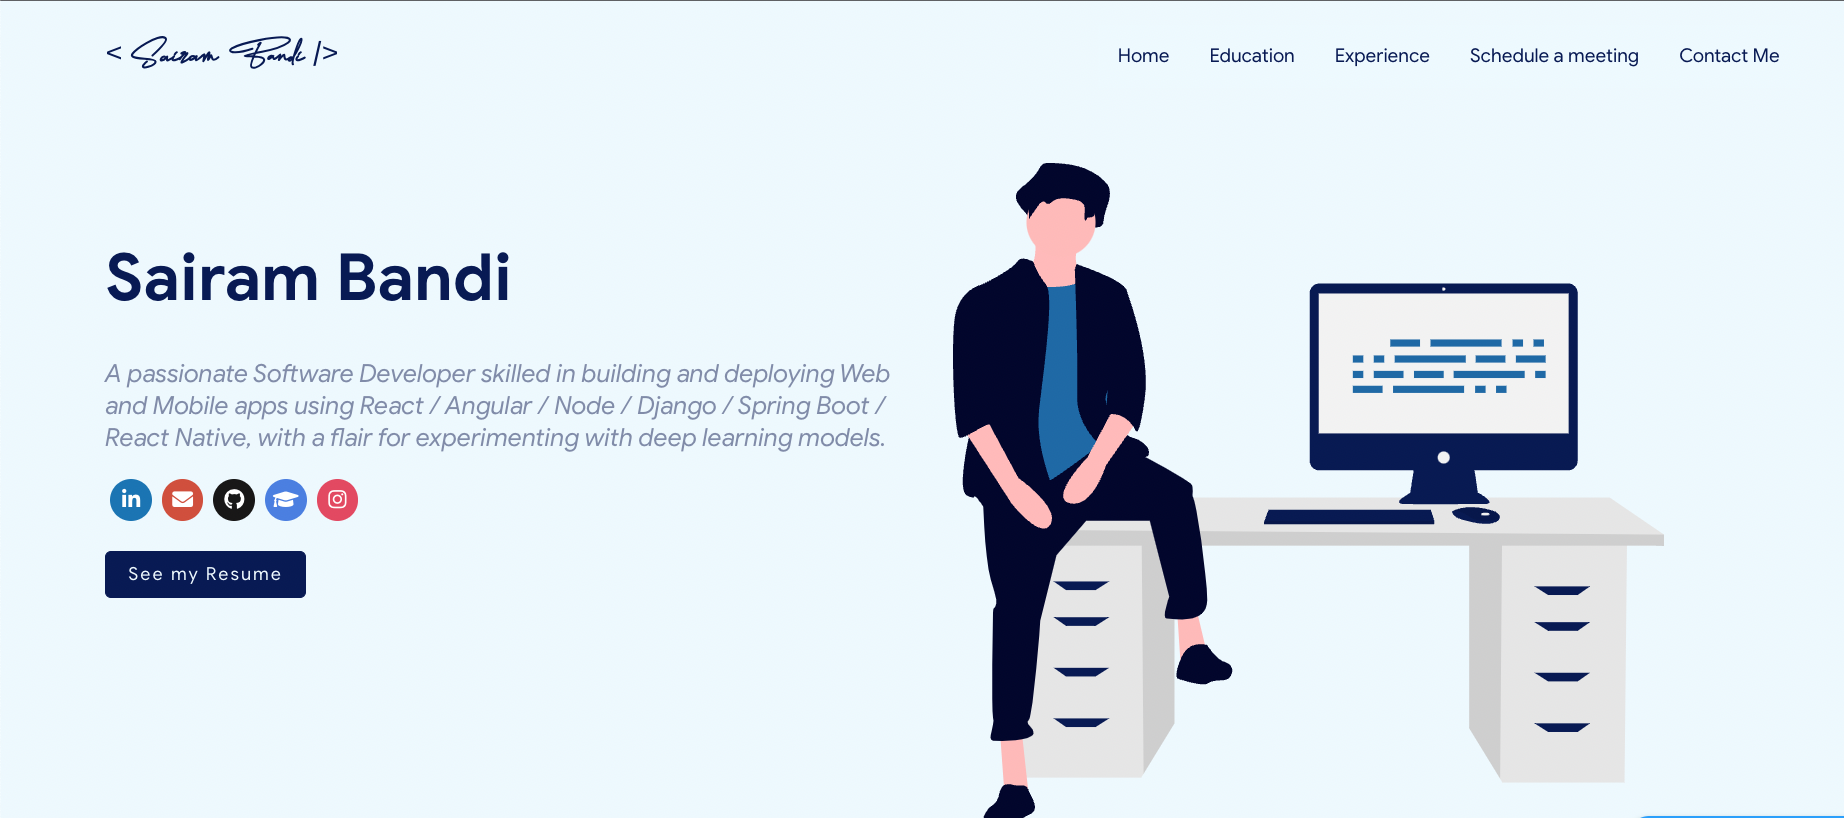 < Sairam Bandi />
Home Education Experience Schedule a meeting Contact Me
Sairam Bandi
A passionate Software Developer skilled in building and deploying Web
and Mobile apps using React / Angular / Node / Django / Spring Boot /
React Native, with a flair for experimenting with deep learning models.
in
See my Resume